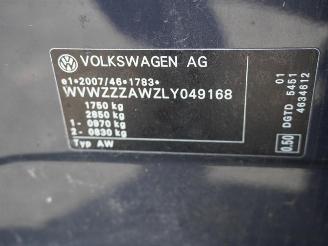 VOLKSWAGEN AG
e1*2007/46*1783*
WVWZZZAWZLY049168
1750 kg
2850 kg
1- 0970 kg
2- 0830 kg
Typ AW
01
DGTD 5451
4634612
0.50